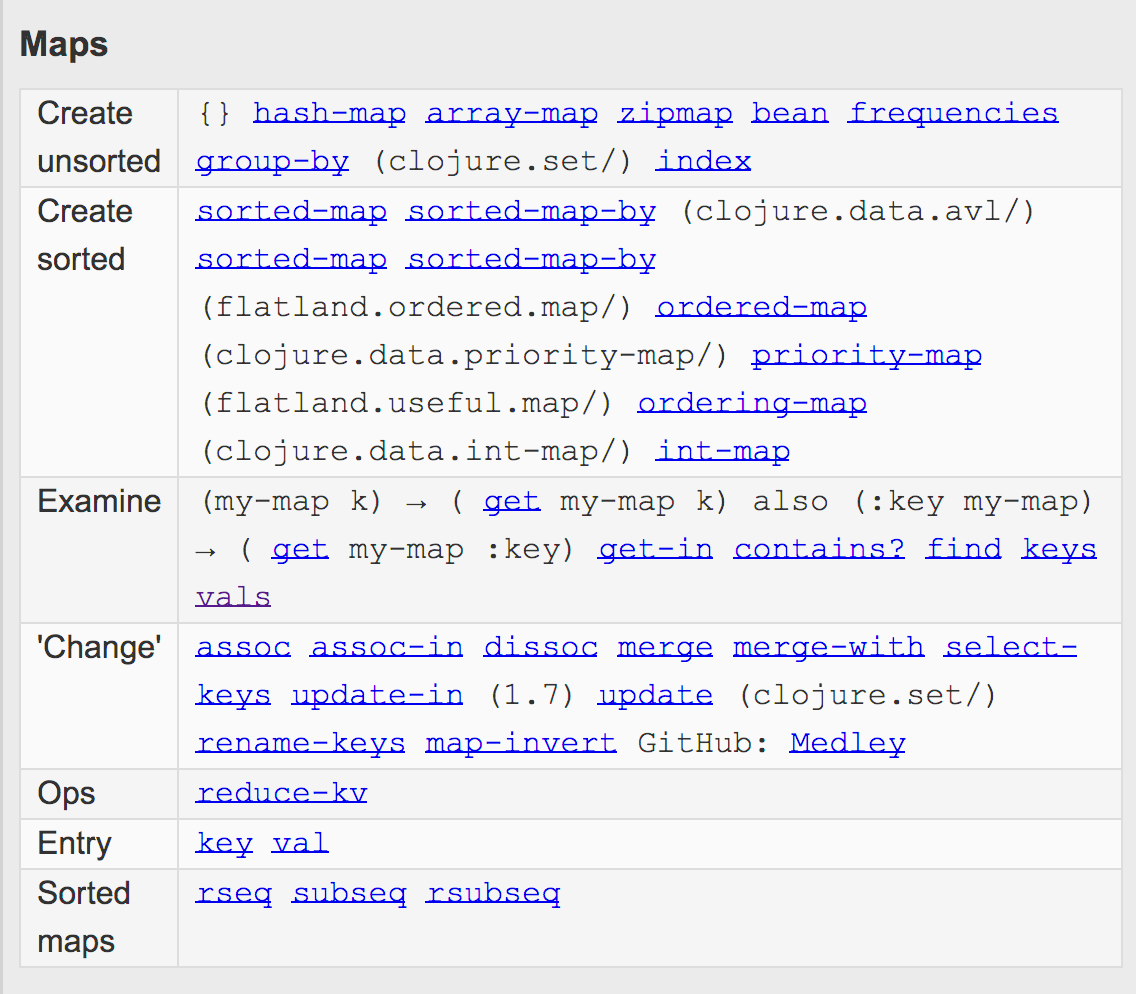 Maps
Create unsorted
{} hash-map array-map zipmap bean frequencies
group-by (clojure.set/) index
Create sorted
sorted-map sorted-map-by (clojure.data.avl/)
sorted-map sorted-map-by
(flatland.ordered.map/) ordered-map
(clojure.data.priority-map/) priority-map
(flatland.useful.map/) ordering-map
(clojure.data.int-map/) int-map
Examine
(my-map k) → ( get my-map k) also (:key my-map)
→ ( get my-map :key) get-in contains? find keys
vals
'Change'
assoc assoc-in dissoc merge merge-with select-
keys update-in (1.7) update (clojure.set/)
rename-keys map-invert GitHub: Medley
Ops
reduce-kv
Entry
key val
Sorted maps
rseq subseq rsubseq